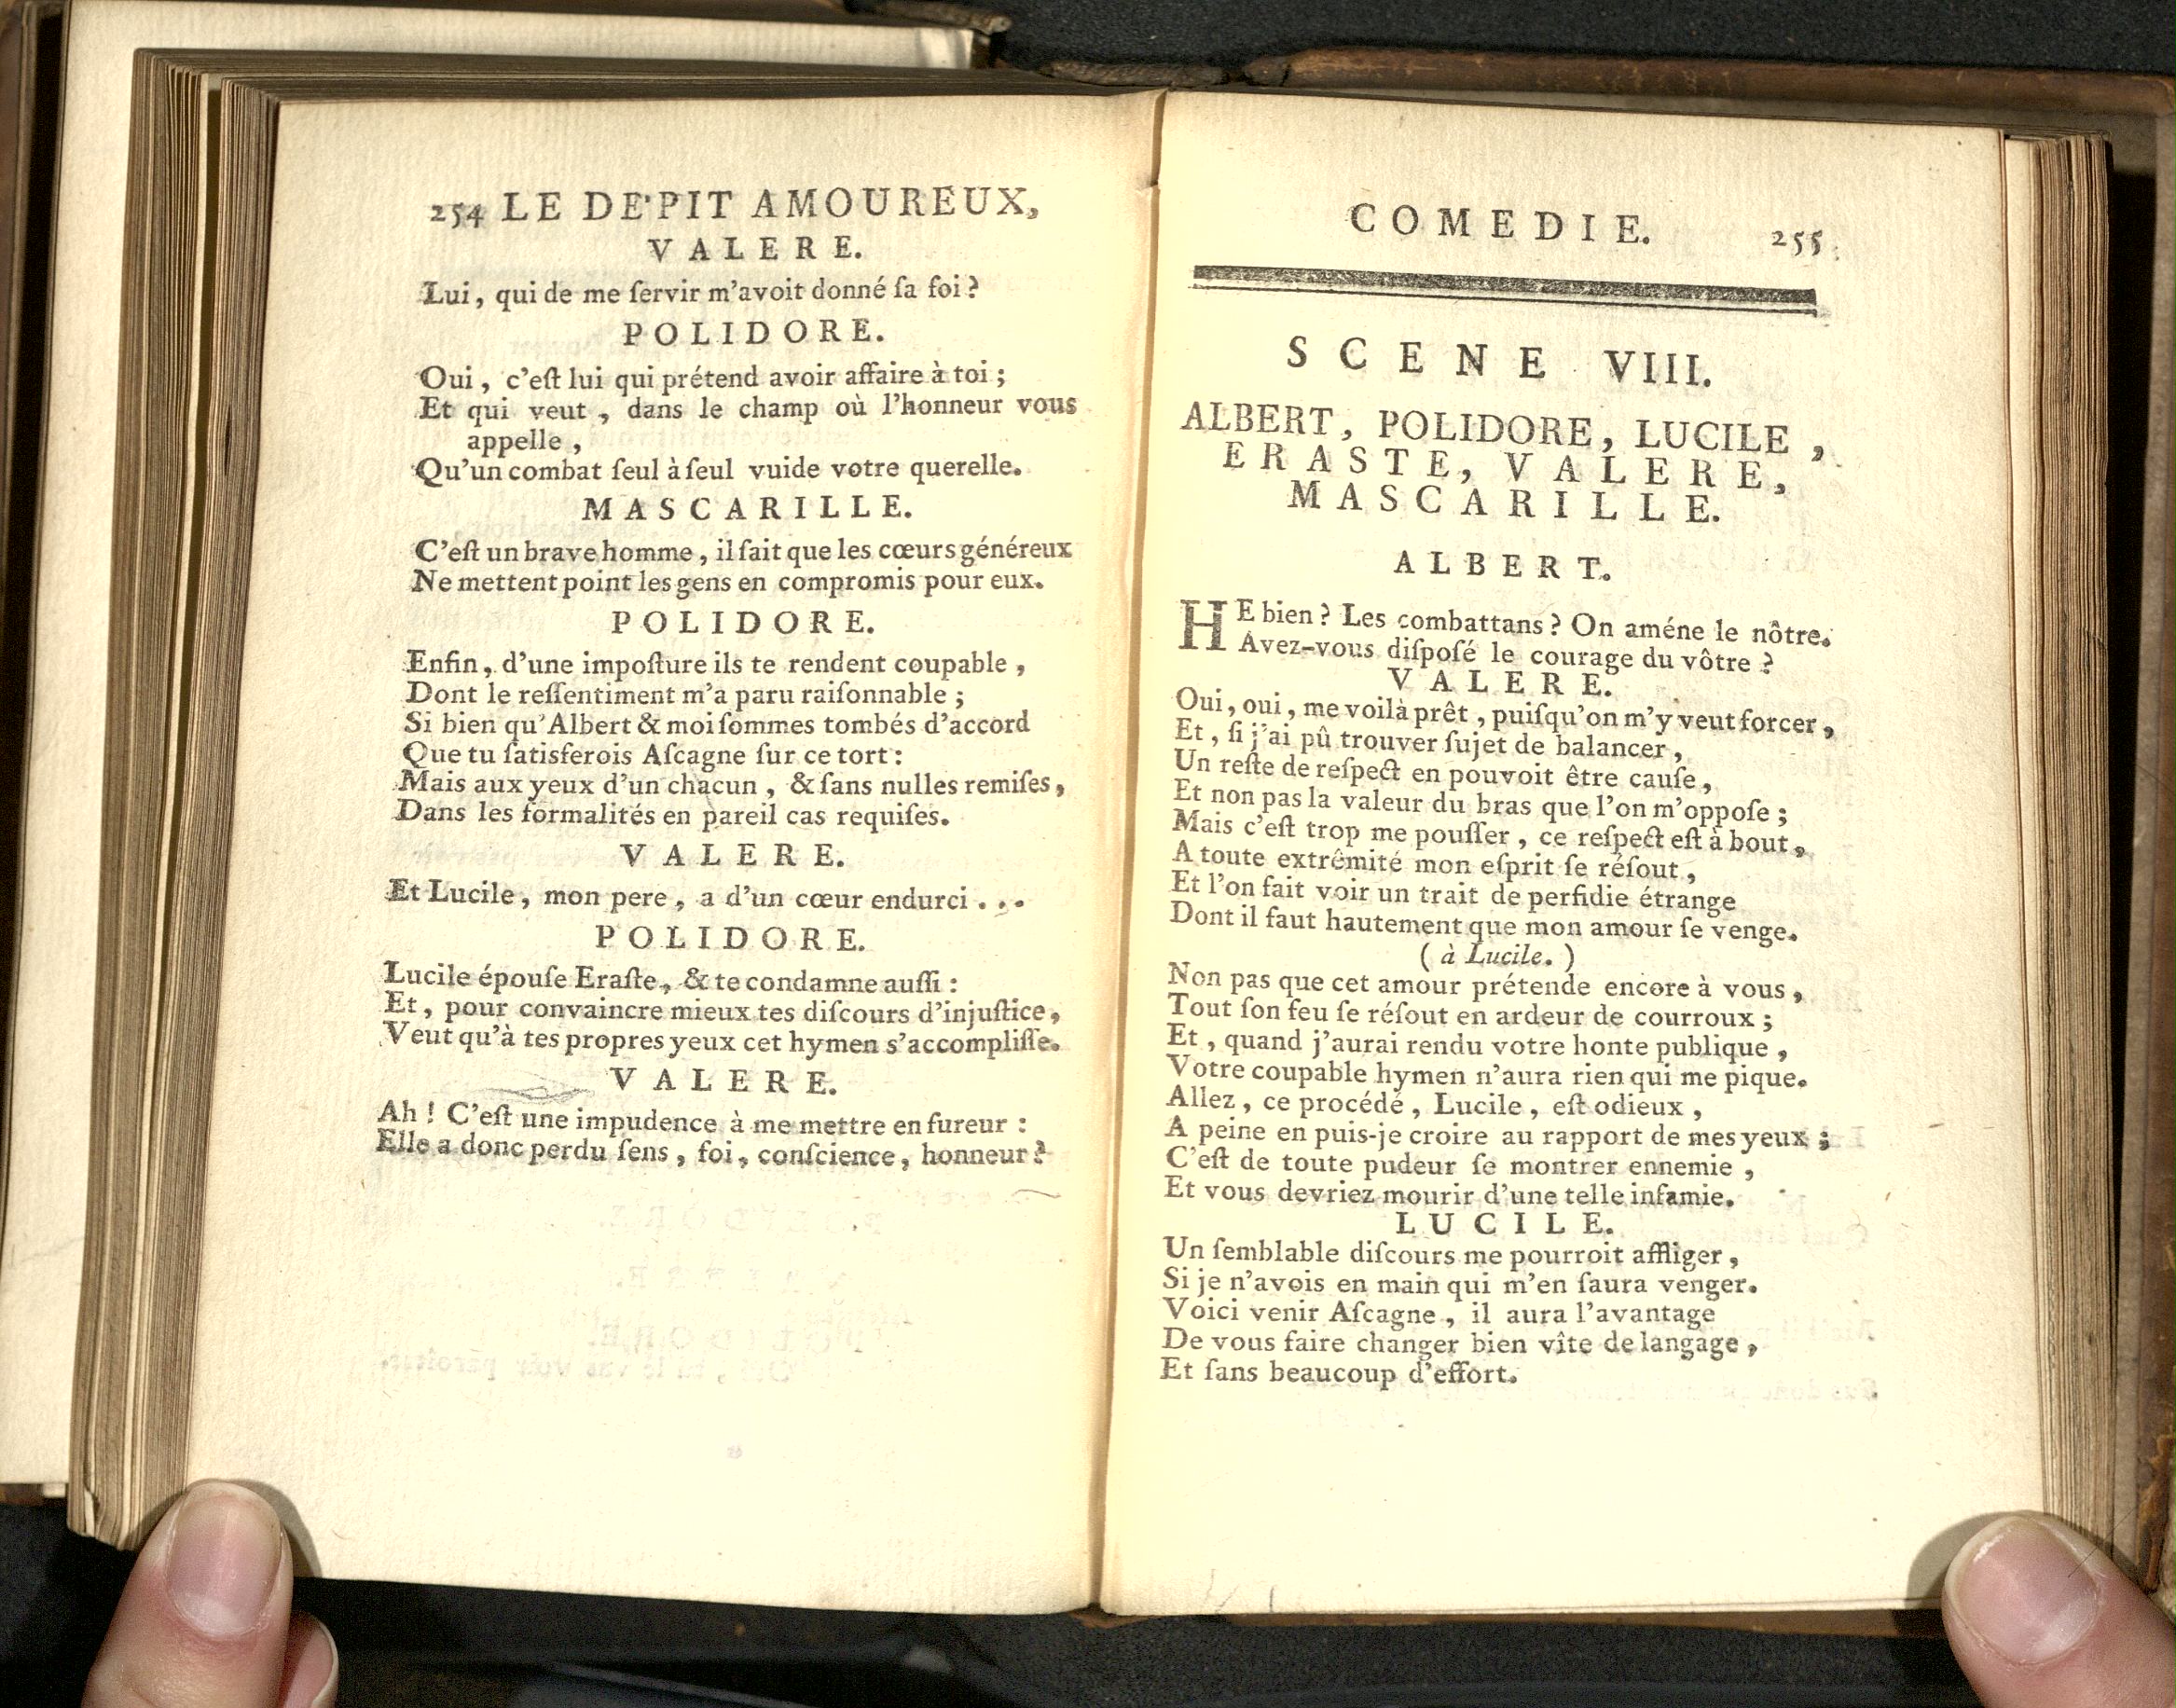 254 LE DE'PIT AMOUREUX,
VALERE.
Lui, qui de me ſervir m'avoit donné ſa foi ?
POLIDORE.
Oui, c'eſt lui qui prétend avoir affaire à toi ;
Et qui veut, dans le champ où l'honneur vous
appelle,
Qu'un combat ſeul à ſeul vuide votre querelle.
MASCARILLE.
C'eſt un brave homme, il ſait que les cœurs généreux
Ne mettent point les gens en compromis pour eux.
POLIDORE.
Enfin, d'une impoſture ils te rendent coupable,
Dont le reſſentiment m'a paru raiſonnable ;
Si bien qu'Albert & moi ſommes tombés d'accord
Que tu ſatisferois Aſcagne ſur ce tort :
Mais aux yeux d'un chacun, & ſans nulles remiſes,
Dans les formalités en pareil cas requiſes.
VALERE.
Et Lucile, mon pere, a d'un cœur endurci...
POLIDORE.
Lucile épouſe Eraſte, & te condamne auſſi :
Et, pour convaincre mieux tes diſcours d'injuſtice,
Veut qu'à tes propres yeux cet hymen s'accompliſſe.
VALERE.
Ah ! C'eſt une impudence à me mettre en fureur :
Elle a donc perdu ſens, foi, conſcience, honneur ?
COMEDIE. 255
SCENE VIII.
ALBERT, POLIDORE, LUCILE,
ERASTE, VALERE,
MASCARILLE.
ALBERT.
HE bien ? Les combattans ? On améne le nôtre.
Avez-vous diſpoſé le courage du vôtre ?
VALERE.
Oui, oui, me voilà prêt, puiſqu'on m'y veut forcer,
Et, ſi j'ai pû trouver ſujet de balancer,
Un reſte de reſpect en pouvoit être cauſe,
Et non pas la valeur du bras que l'on m'oppoſe ;
Mais c'eſt trop me pouſſer, ce reſpect eſt à bout,
A toute extrêmité mon eſprit ſe réſout,
Et l'on fait voir un trait de perfidie étrange
Dont il faut hautement que mon amour ſe venge.
( à Lucile. )
Non pas que cet amour prétende encore à vous,
Tout ſon feu ſe réſout en ardeur de courroux ;
Et, quand j'aurai rendu votre honte publique,
Votre coupable hymen n'aura rien qui me pique.
Allez, ce procédé, Lucile, eſt odieux,
A peine en puis-je croire au rapport de mes yeux ;
C'eſt de toute pudeur ſe montrer ennemie,
Et vous devriez mourir d'une telle infamie.
LUCILE.
Un ſemblable diſcours me pourroit affliger,
Si je n'avois en main qui m'en ſaura venger.
Voici venir Aſcagne, il aura l'avantage
De vous faire changer bien vîte de langage,
Et ſans beaucoup d'effort.